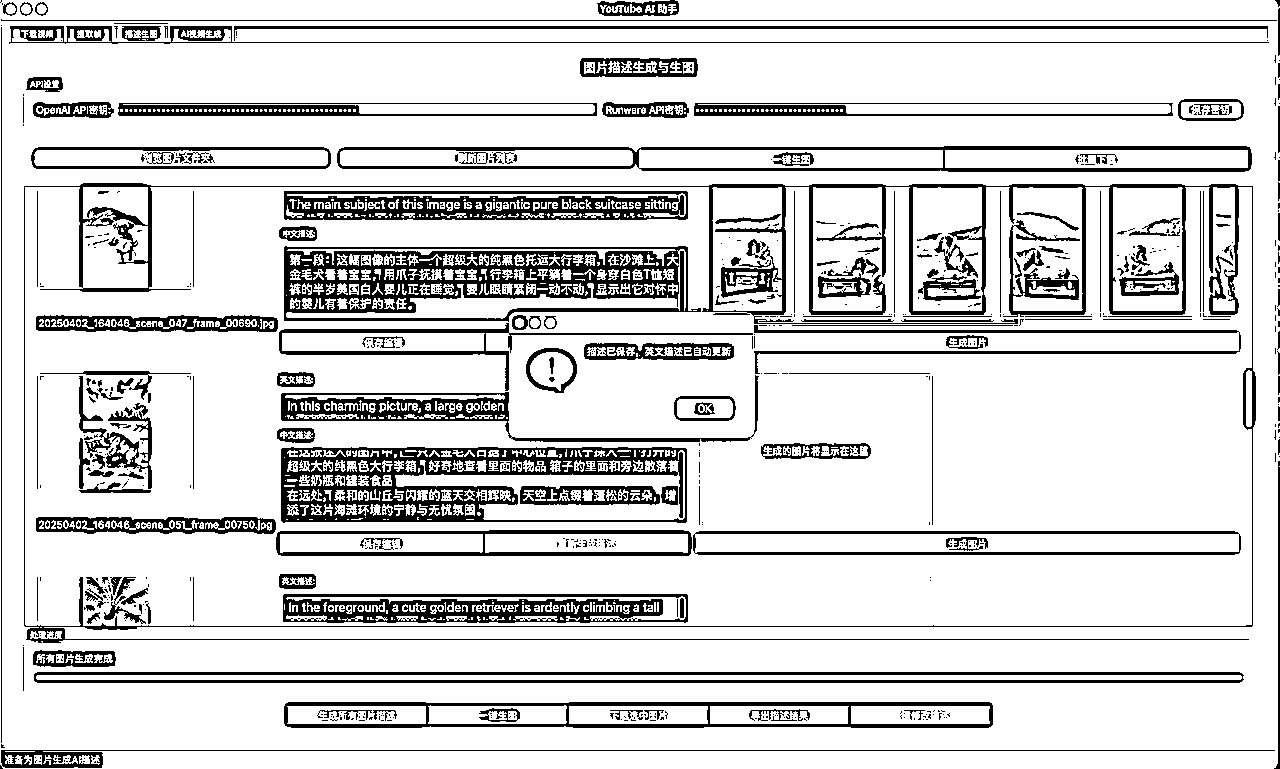 YouTube AI 助手
下载视频 提取帧 描述生图 AI视频生成
图片描述生成与生图
API设置
OpenAI API密钥: Runware API密钥: 保存密钥
浏览图片文件夹 刷新图片列表 一键生图 批量下载
The main subject of this image is a gigantic pure black suitcase sitting
中文描述:
第一段：这幅图像的主体一个超级大的纯黑色托运大行李箱，在沙滩上，大
金毛犬看着宝宝，用爪子抚摸着宝宝，行李箱上平躺着一个身穿白色T恤短
裤的半岁美国白人婴儿正在睡觉，婴儿眼睛紧闭一动不动，显示出它对怀中
的婴儿有着保护的责任。
20250402_164046_scene_047_frame_00690.jpg
保存编辑 生成图片
描述已保存，英文描述已自动更新
OK
英文描述:
In this charming picture, a large golden
中文描述:
超级大的纯黑色大行李箱，好奇地查看里面的物品 箱子的里面和旁边散落着
一些奶瓶和罐装食品
在远处，柔和的山丘与闪耀的蓝天交相辉映，天空上点缀着蓬松的云朵，增
添了这片海滩环境的宁静与无忧氛围。
生成的图片将显示在这里
20250402_164046_scene_051_frame_00750.jpg
保存编辑 重新生成描述 生成图片
英文描述:
In the foreground, a cute golden retriever is ardently climbing a tall
处理进度
所有图片生成完成
生成所有图片描述 一键生图 下载选中图片 导出描述结果
准备为图片生成AI描述